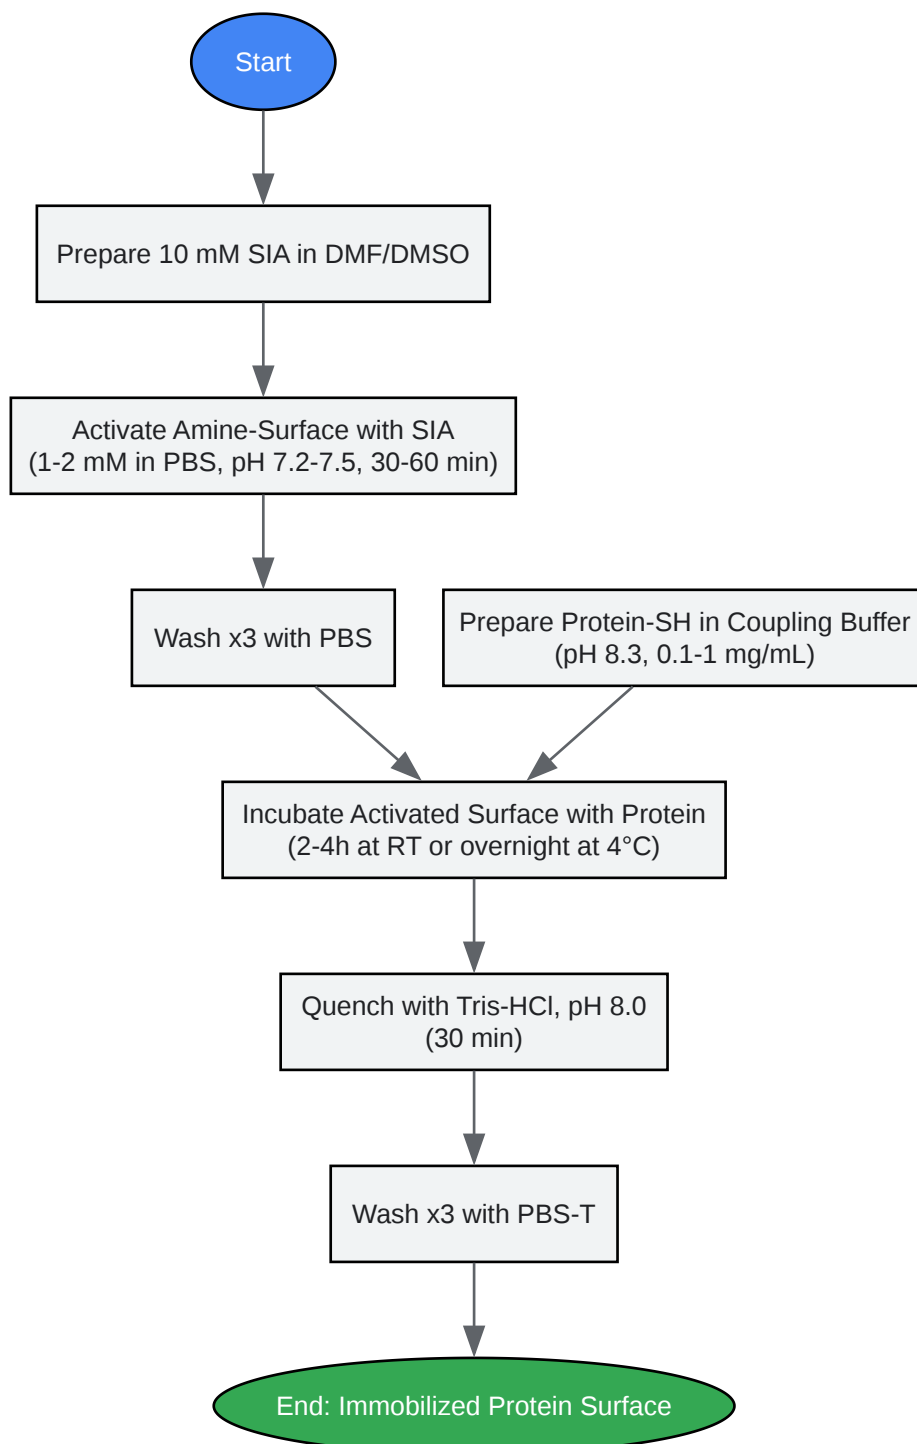 Start
Prepare 10 mM SIA in DMF/DMSO
Activate Amine-Surface with SIA
(1-2 mM in PBS, pH 7.2-7.5, 30-60 min)
Wash x3 with PBS
Prepare Protein-SH in Coupling Buffer
(pH 8.3, 0.1-1 mg/mL)
Incubate Activated Surface with Protein
(2-4h at RT or overnight at 4°C)
Quench with Tris-HCl, pH 8.0
(30 min)
Wash x3 with PBS-T
End: Immobilized Protein Surface